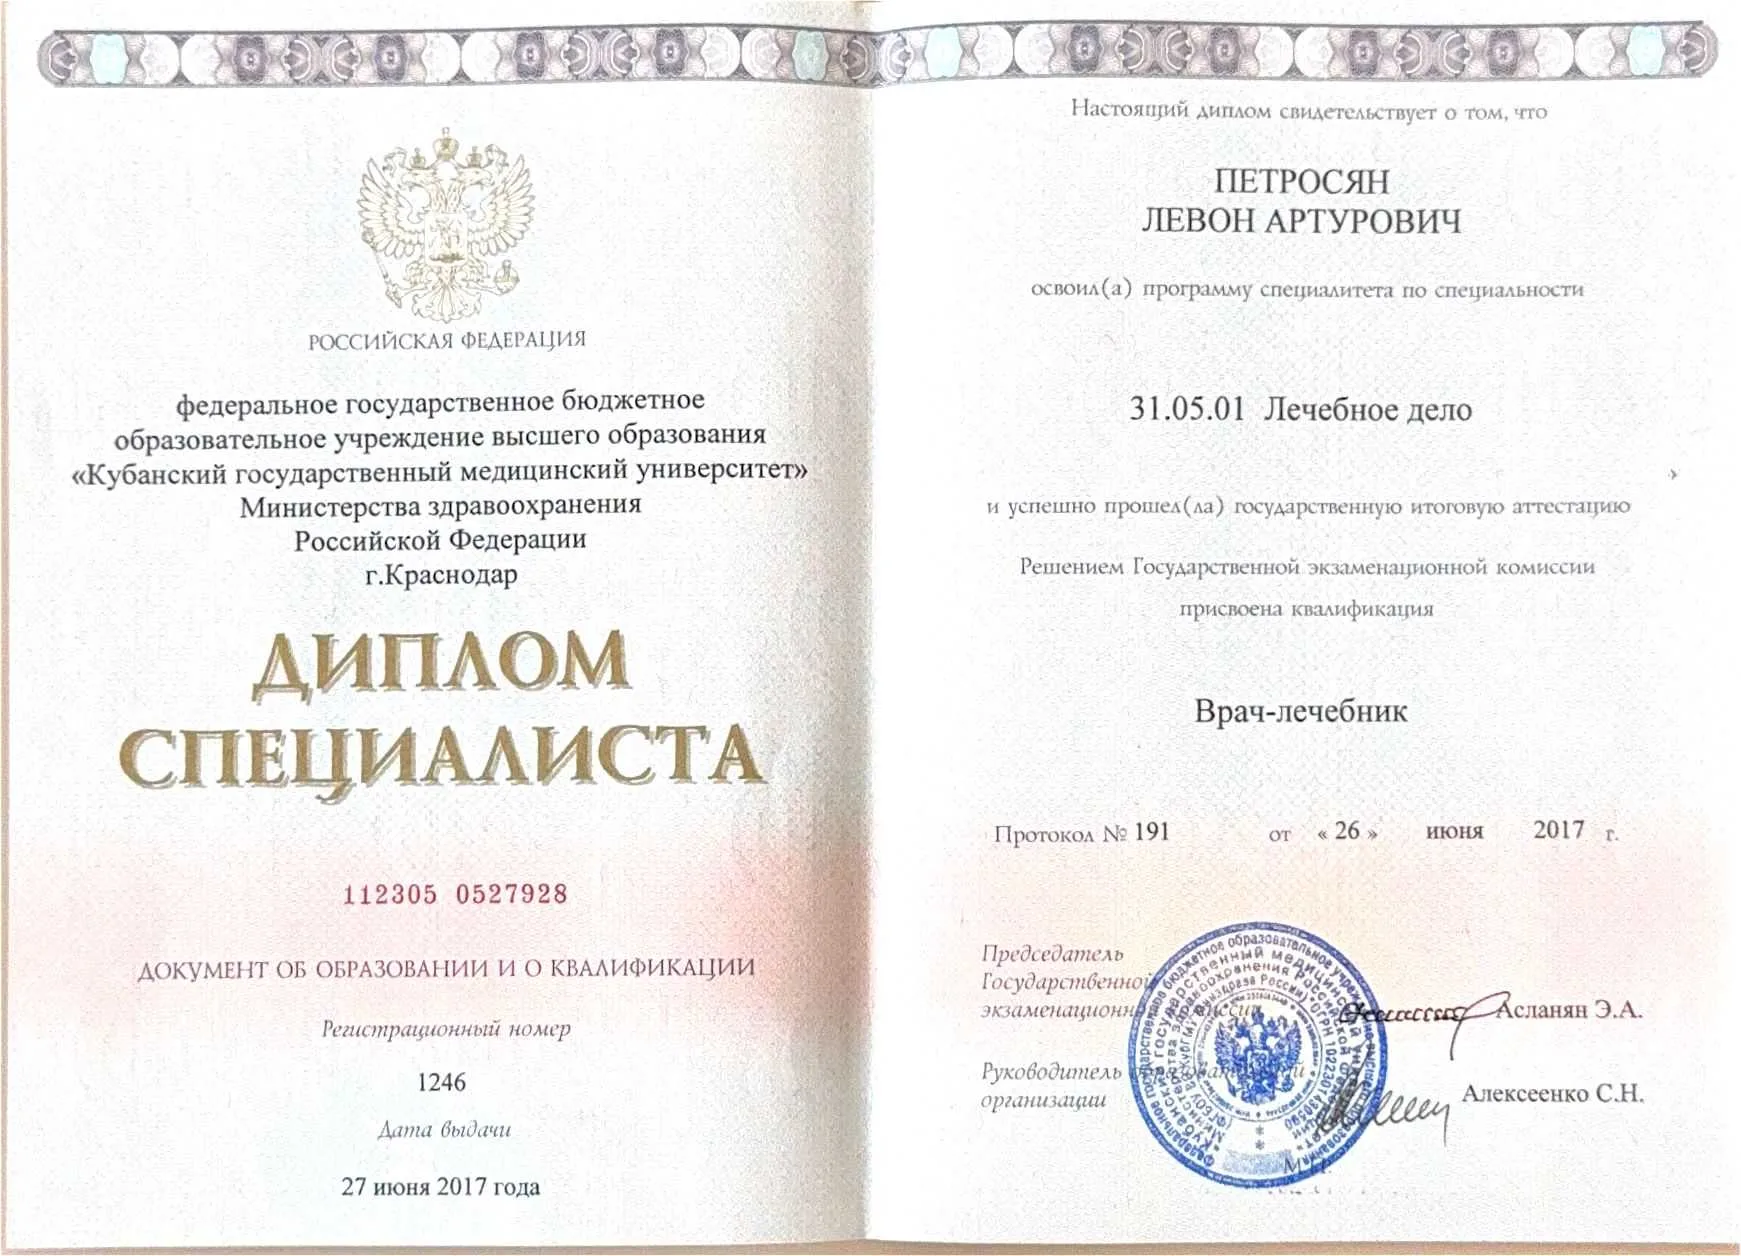 РОССИЙСКАЯ ФЕДЕРАЦИЯ
федеральное государственное бюджетное
образовательное учреждение высшего образования
«Кубанский государственный медицинский университет»
Министерства здравоохранения
Российской Федерации
г.Краснодар
ДИПЛОМ
СПЕЦИАЛИСТА
112305 0527928
ДОКУМЕНТ ОБ ОБРАЗОВАНИИ И О КВАЛИФИКАЦИИ
Регистрационный номер
1246
Дата выдачи
27 июня 2017 года
Настоящий диплом свидетельствует о том, что
ПЕТРОСЯН
ЛЕВОН АРТУРОВИЧ
освоил(а) программу специалитета по специальности
31.05.01 Лечебное дело
и успешно прошел(ла) государственную итоговую аттестацию
Решением Государственной экзаменационной комиссии
присвоена квалификация
Врач-лечебник
Протокол № 191 от « 26 » июня 2017 г.
Председатель
Государственной
экзаменационной комиссии
Асланян Э.А.
Руководитель образовательной
организации
Алексеенко С.Н.
М.П.